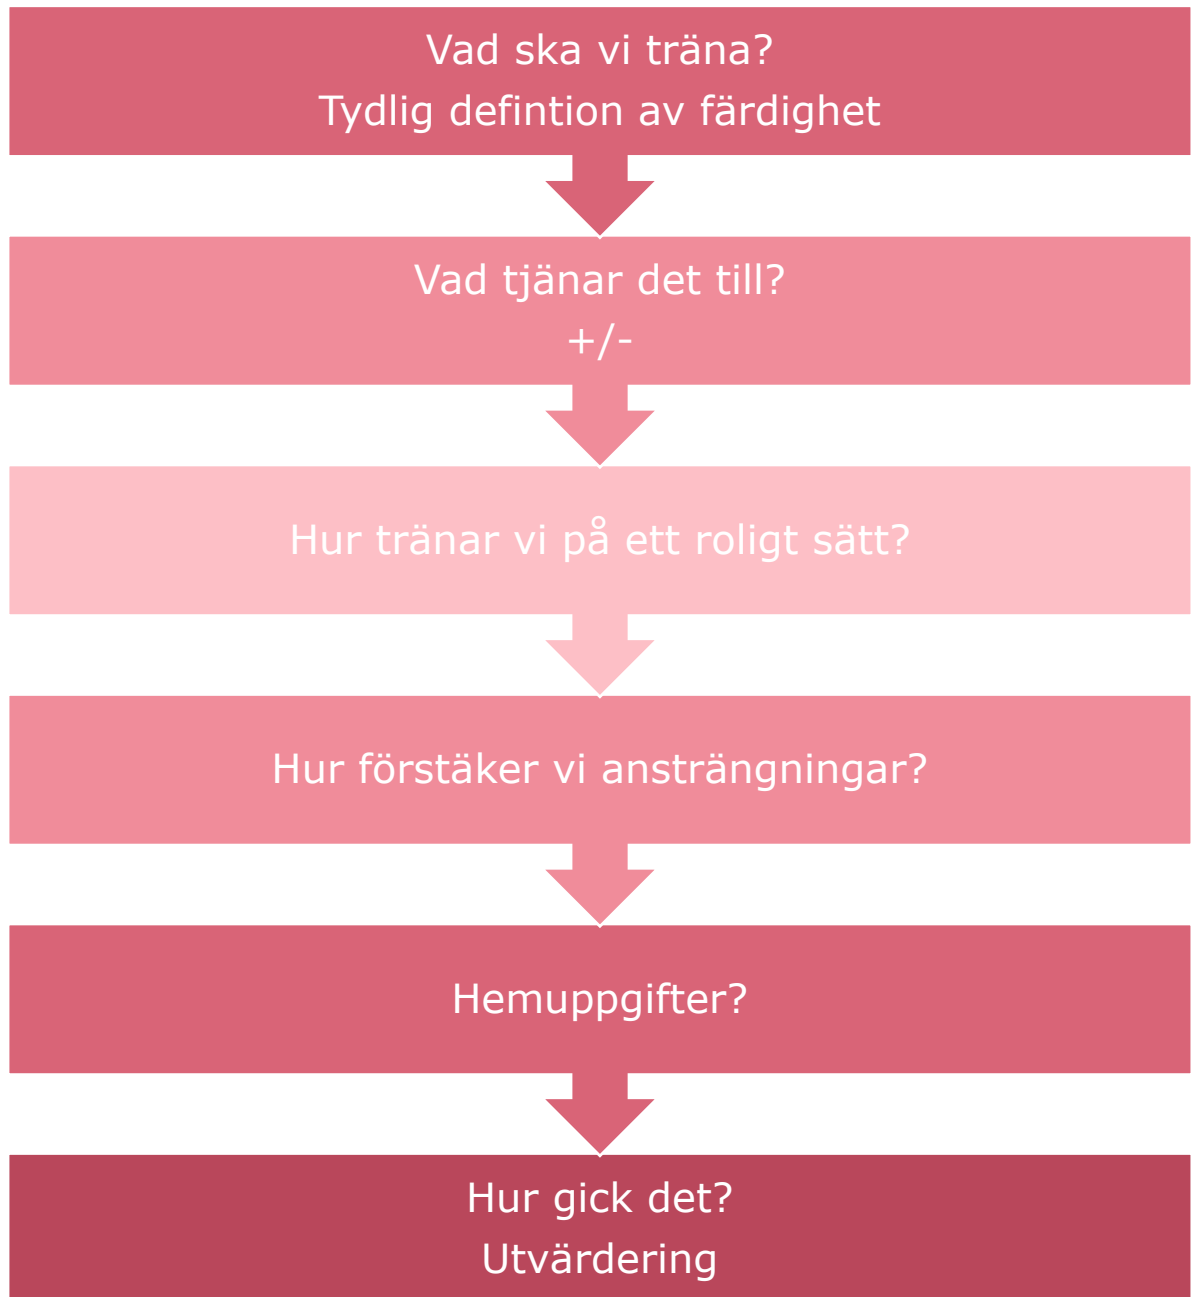 Vad ska vi träna?
Tydlig defintion av färdighet
Vad tjänar det till?
+/-
Hur tränar vi på ett roligt sätt?
Hur förstäker vi ansträngningar?
Hemuppgifter?
Hur gick det?
Utvärdering